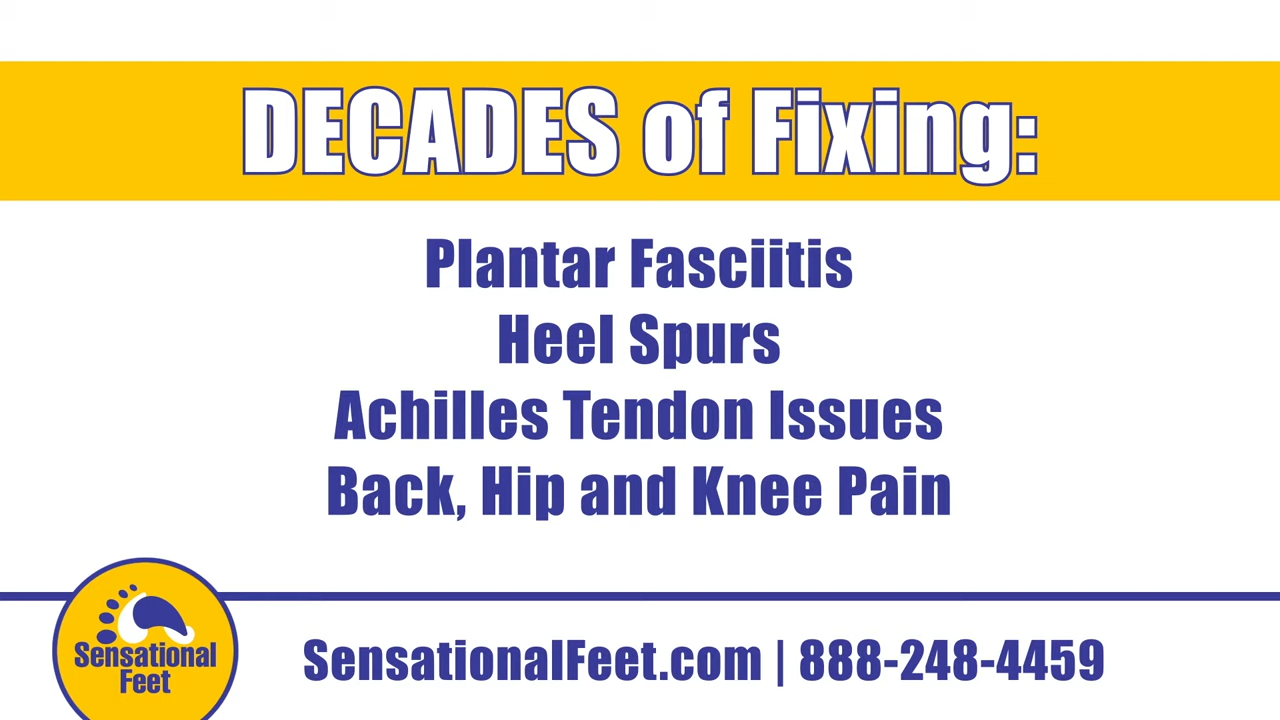 DECADES of Fixing:
Plantar Fasciitis
Heel Spurs
Achilles Tendon Issues
Back, Hip and Knee Pain
Sensational
Feet
SensationalFeet.com | 888-248-4459